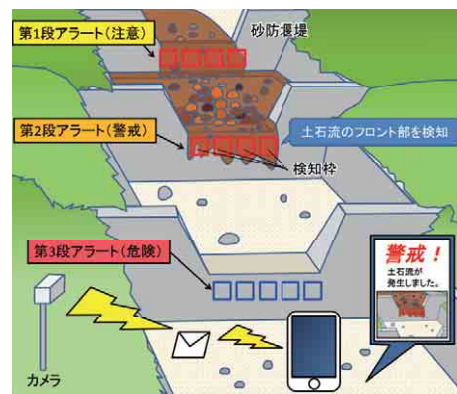 第1段アラート(注意)
砂防堰堤
第2段アラート(警戒)
土石流のフロント部を検知
検知枠
第3段アラート(危険)
警戒!
土石流が
発生しました。
カメラ